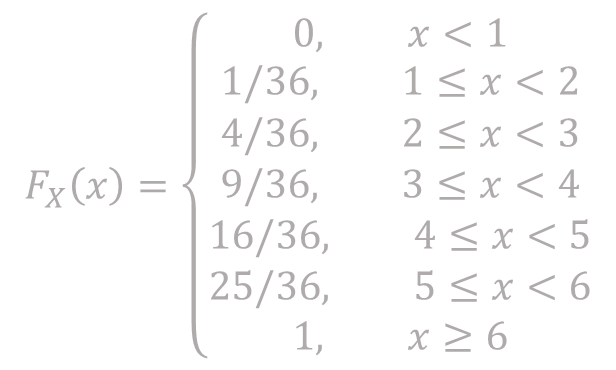 0, x < 1
1/36, 1 ≤ x < 2
4/36, 2 ≤ x < 3
F_X(x) = { 9/36, 3 ≤ x < 4
16/36, 4 ≤ x < 5
25/36, 5 ≤ x < 6
1, x ≥ 6